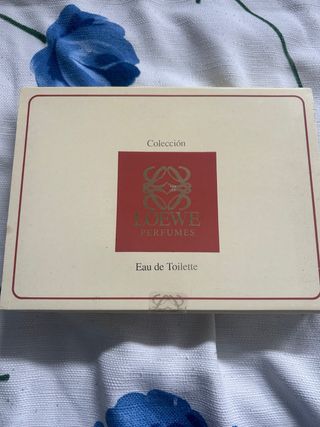 Colección
LOEWE
PERFUMES
Eau de Toilette